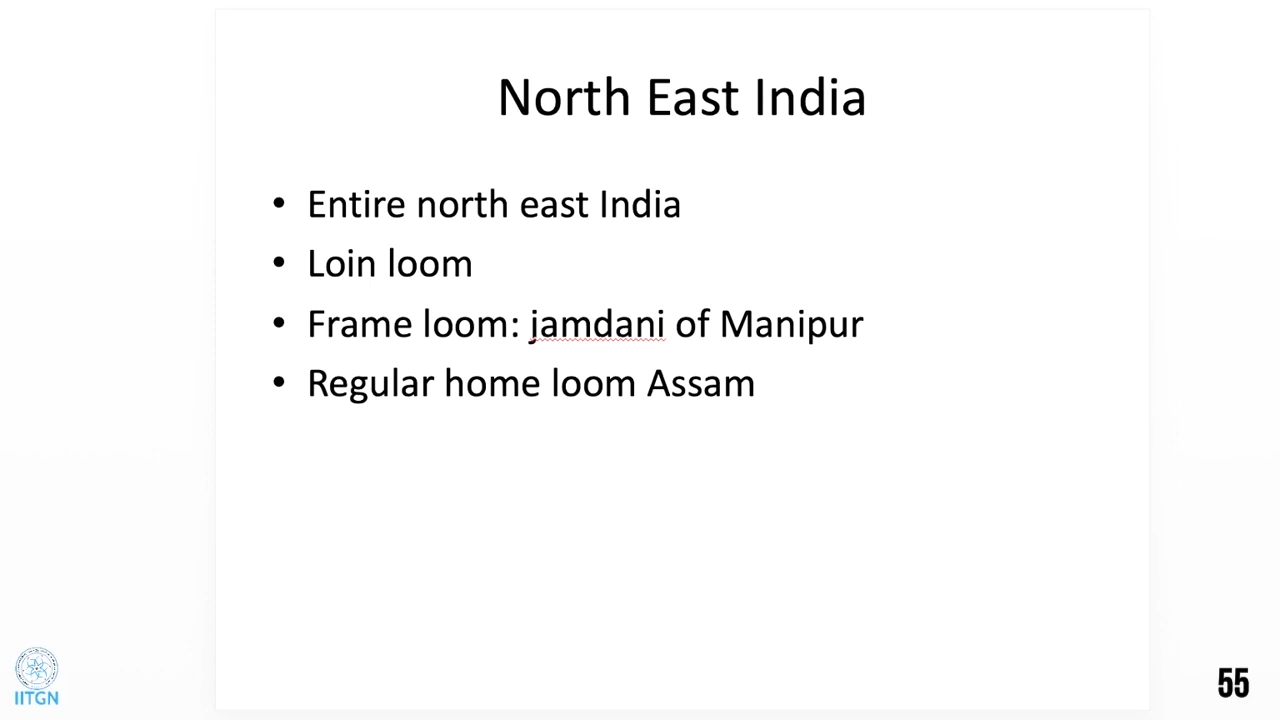 North East India
• Entire north east India
• Loin loom
• Frame loom: jamdani of Manipur
• Regular home loom Assam
IITGN
55